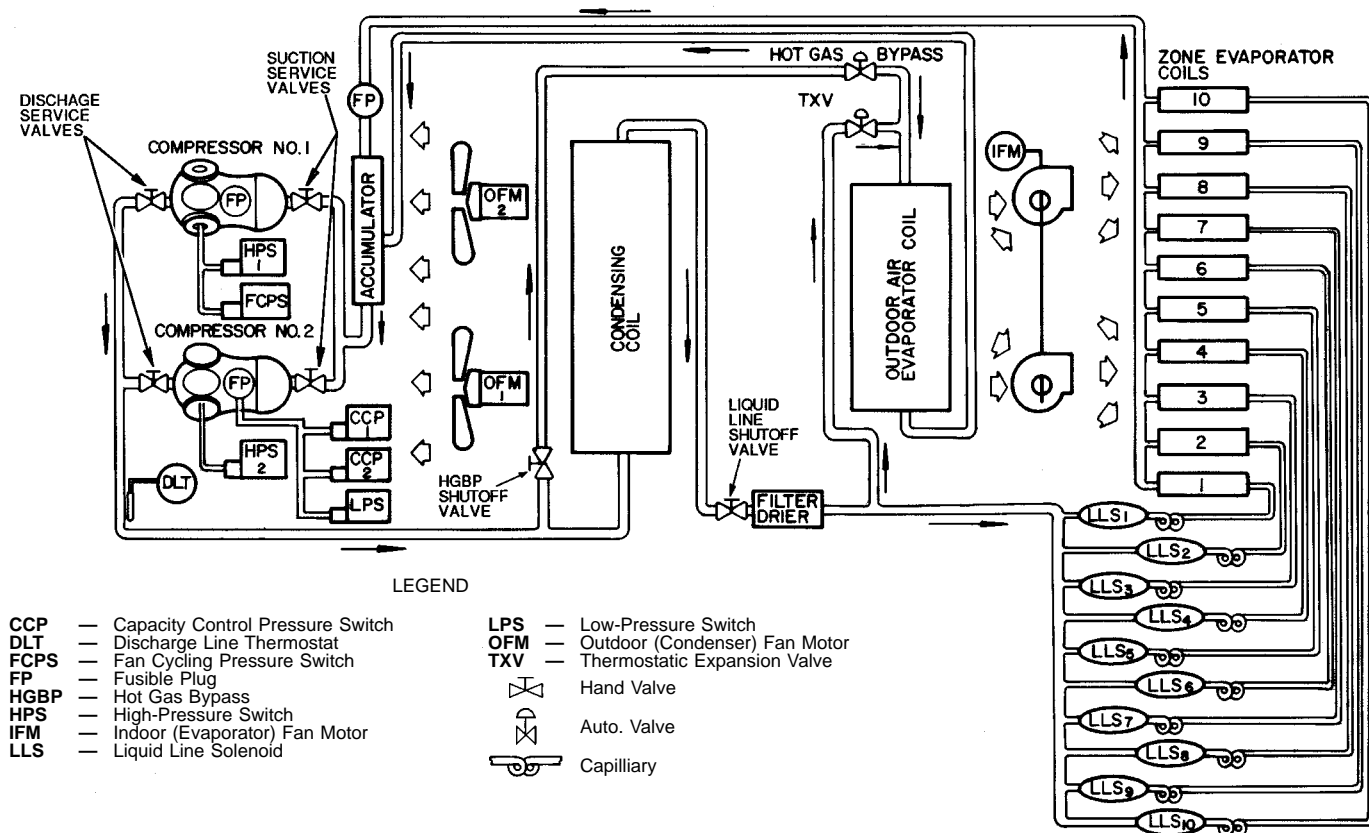 HOT GAS BYPASS
TXV
ZONE EVAPORATOR
COILS
SUCTION
SERVICE
VALVES
DISCHAGE
SERVICE
VALVES
FP
COMPRESSOR NO.1
FP
HPS
1
FCPS
ACCUMULATOR
COMPRESSOR NO.2
FP
HPS
2
CCP
1
CCP
2
LPS
DLT
OFM
2
OFM
1
HGBP
SHUTOFF
VALVE
CONDENSING
COIL
LIQUID
LINE
SHUTOFF
VALVE
FILTER
DRIER
OUTDOOR AIR
EVAPORATOR COIL
IFM
10
9
8
7
6
5
4
3
2
1
LLS1
LLS2
LLS3
LLS4
LLS5
LLS6
LLS7
LLS8
LLS9
LLS10
LEGEND
CCP — Capacity Control Pressure Switch
DLT — Discharge Line Thermostat
FCPS — Fan Cycling Pressure Switch
FP — Fusible Plug
HGBP — Hot Gas Bypass
HPS — High-Pressure Switch
IFM — Indoor (Evaporator) Fan Motor
LLS — Liquid Line Solenoid
LPS — Low-Pressure Switch
OFM — Outdoor (Condenser) Fan Motor
TXV — Thermostatic Expansion Valve
Hand Valve
Auto. Valve
Capilliary